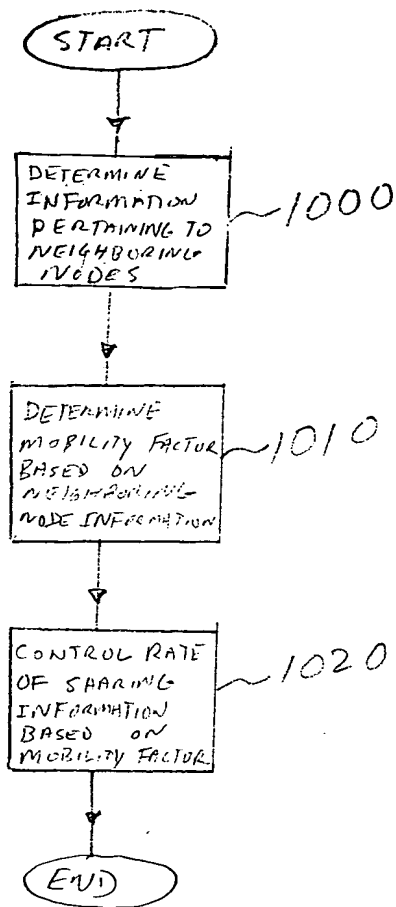 START
DETERMINE
INFORMATION
PERTAINING TO
NEIGHBORING
NODES
1000
DETERMINE
MOBILITY FACTOR
BASED ON
NEIGHBORING
NODE INFORMATION
1010
CONTROL RATE
OF SHARING
INFORMATION
BASED ON
MOBILITY FACTOR
1020
END